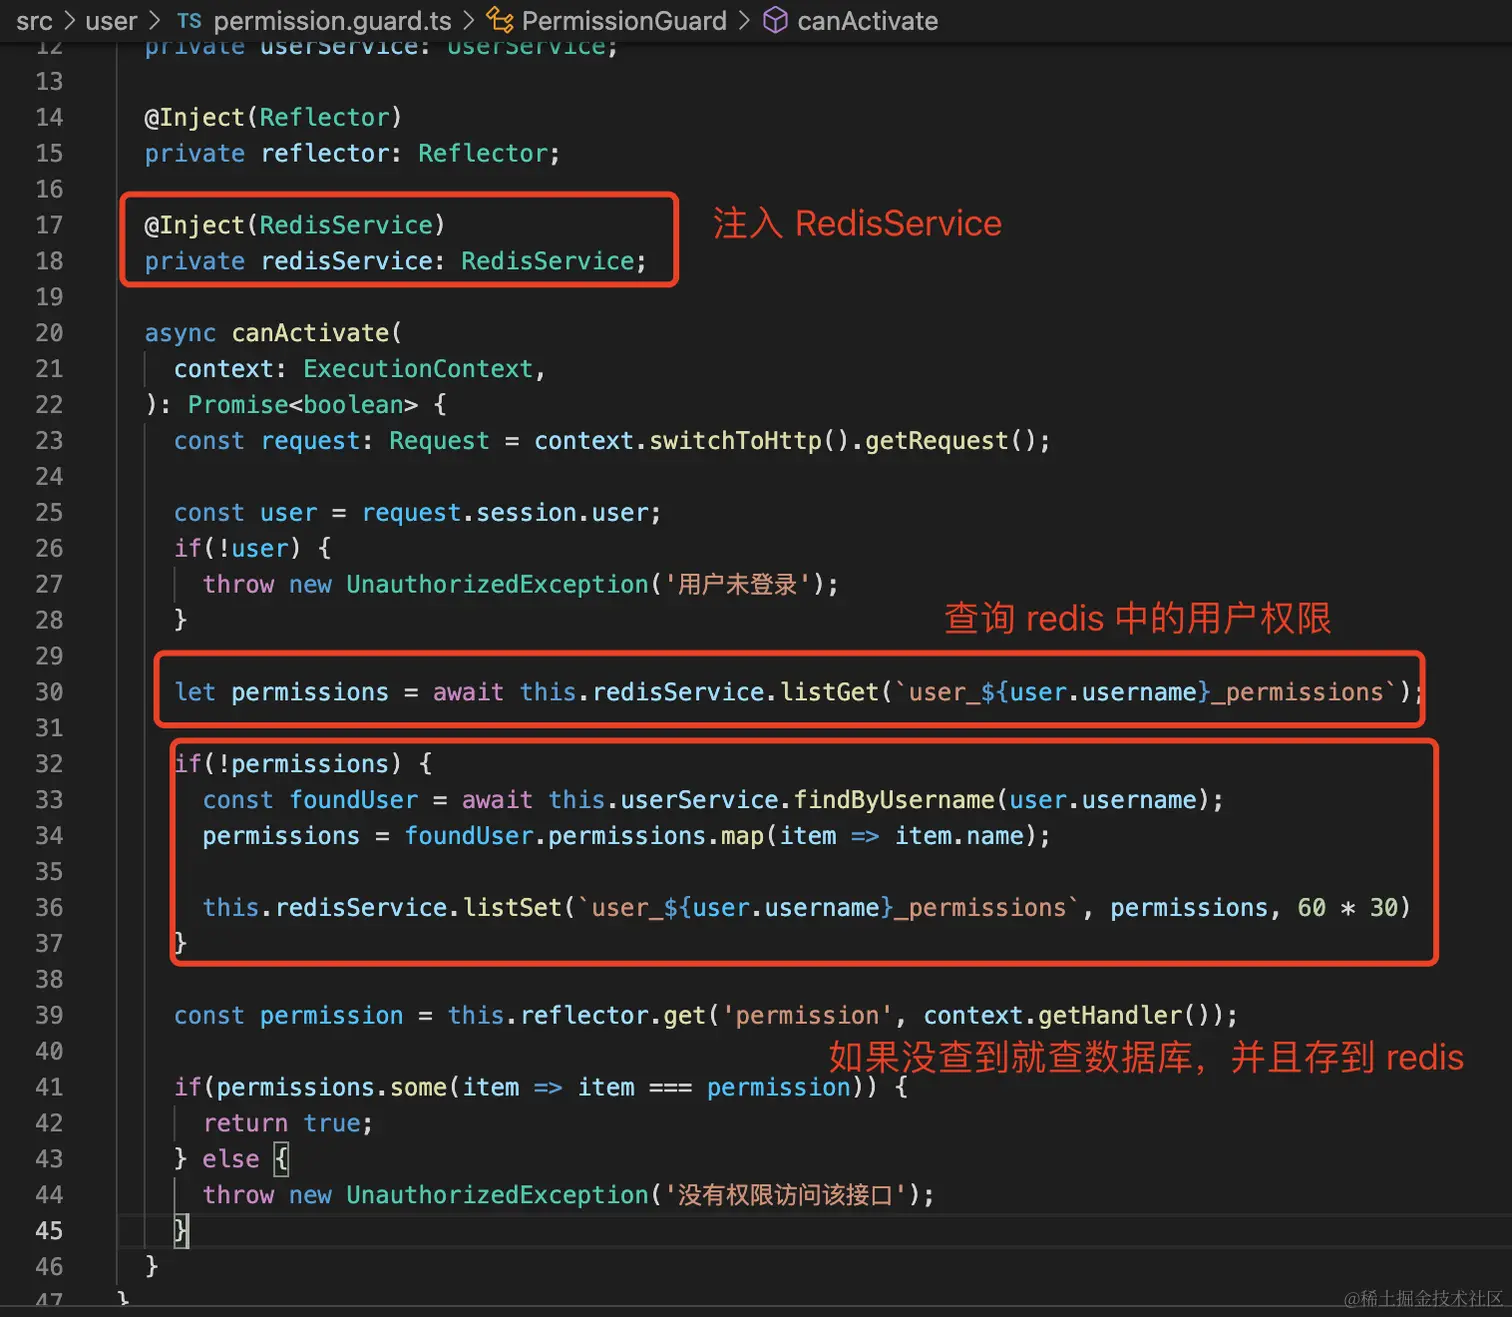 src > user > TS permission.guard.ts > PermissionGuard > canActivate
12 private userService: UserService;
13
14 @Inject(Reflector)
15 private reflector: Reflector;
16
17 @Inject(RedisService)
注入 RedisService
18 private redisService: RedisService;
19
20 async canActivate(
21 context: ExecutionContext,
22 ): Promise<boolean> {
23 const request: Request = context.switchToHttp().getRequest();
24
25 const user = request.session.user;
26 if(!user) {
27 throw new UnauthorizedException('用户未登录');
28 }
查询 redis 中的用户权限
29
30 let permissions = await this.redisService.listGet(`user_${user.username}_permissions`);
31
32 if(!permissions) {
33 const foundUser = await this.userService.findByUsername(user.username);
34 permissions = foundUser.permissions.map(item => item.name);
35
36 this.redisService.listSet(`user_${user.username}_permissions`, permissions, 60 * 30)
37 }
38
39 const permission = this.reflector.get('permission', context.getHandler());
40
如果没查到就查数据库，并且存到 redis
41 if(permissions.some(item => item === permission)) {
42 return true;
43 } else {
44 throw new UnauthorizedException('没有权限访问该接口');
45 }
46 }
47 }
@稀土掘金技术社区